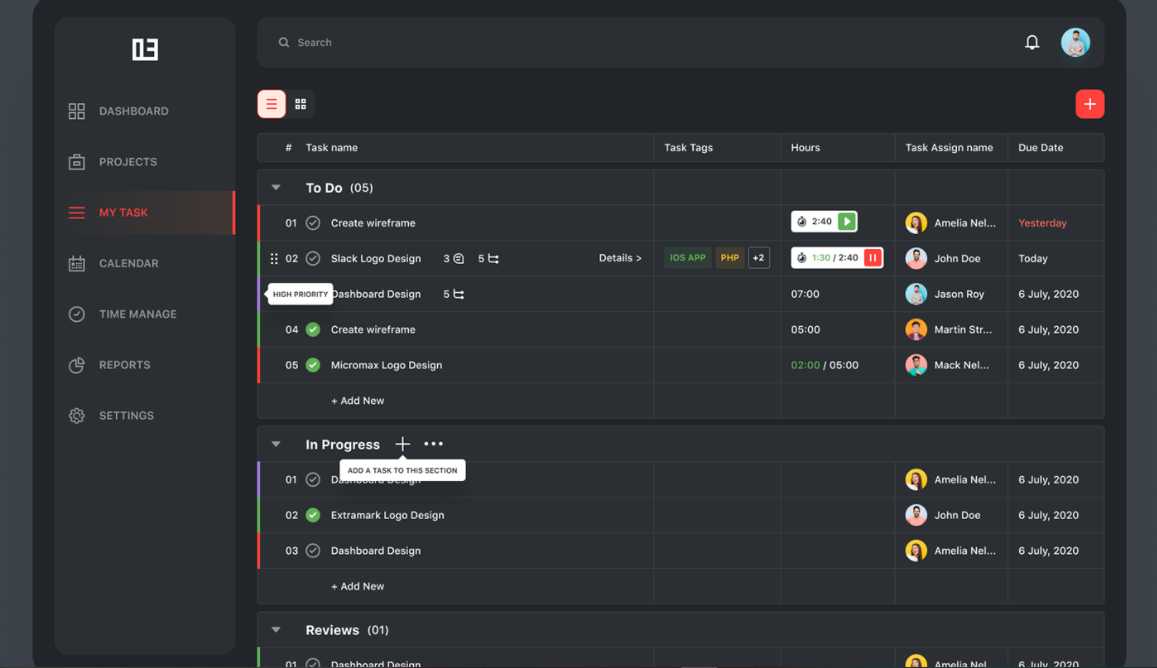 Search
DASHBOARD
PROJECTS
MY TASK
CALENDAR
TIME MANAGE
REPORTS
SETTINGS
# Task name Task Tags Hours Task Assign name Due Date
To Do (05)
01 Create wireframe 2:40 Amelia Nel... Yesterday
02 Slack Logo Design 3 5 Details > IOS APP PHP +2 1:30 / 2:40 John Doe Today
HIGH PRIORITY Dashboard Design 5 07:00 Jason Roy 6 July, 2020
04 Create wireframe 05:00 Martin Str... 6 July, 2020
05 Micromax Logo Design 02:00 / 05:00 Mack Nel... 6 July, 2020
+ Add New
In Progress
ADD A TASK TO THIS SECTION
01 Dashboard Design Amelia Nel... 6 July, 2020
02 Extramark Logo Design John Doe 6 July, 2020
03 Dashboard Design Amelia Nel... 6 July, 2020
+ Add New
Reviews (01)
01 Dashboard Design Amelia Nel... 6 July, 2020